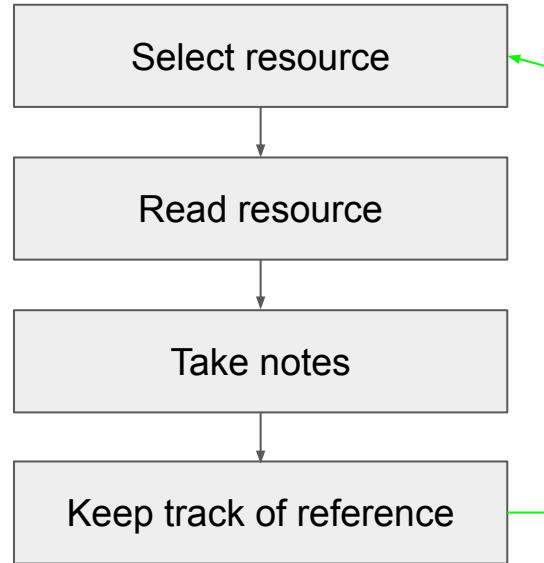 Select resource
Read resource
Take notes
Keep track of reference